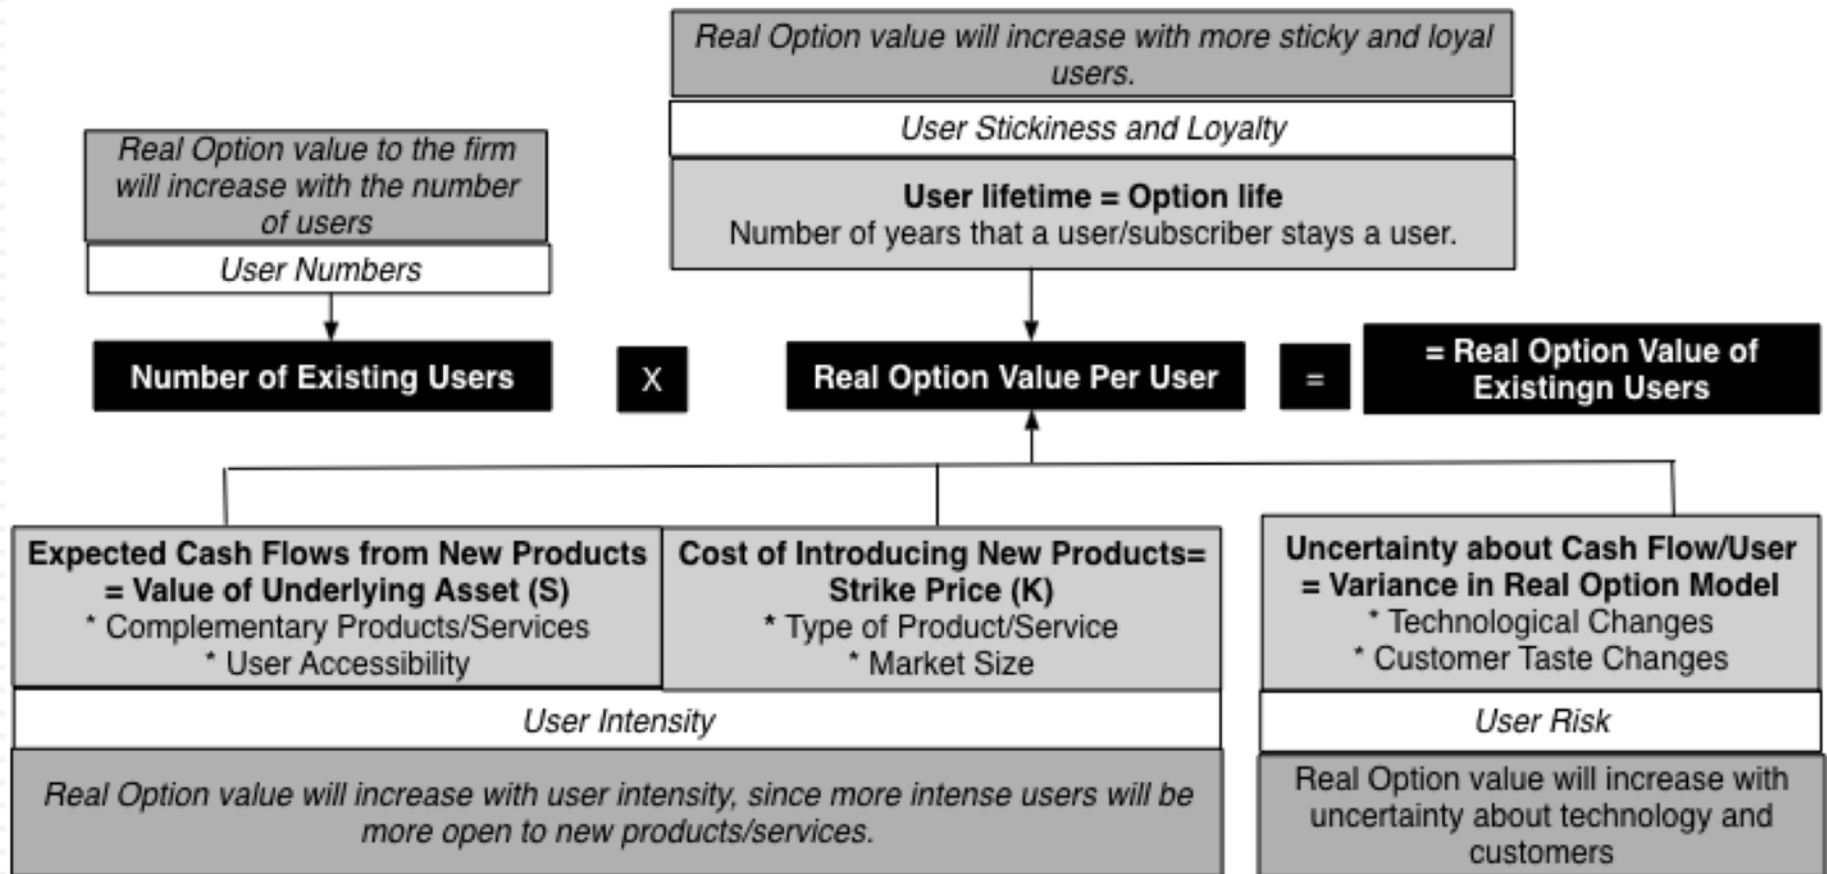 Real Option value will increase with more sticky and loyal
users.
User Stickiness and Loyalty
User lifetime = Option life
Number of years that a user/subscriber stays a user.
Real Option value to the firm
will increase with the number
of users
User Numbers
Number of Existing Users
X
Real Option Value Per User
=
= Real Option Value of
Existingn Users
Expected Cash Flows from New Products
= Value of Underlying Asset (S)
* Complementary Products/Services
* User Accessibility
Cost of Introducing New Products=
Strike Price (K)
* Type of Product/Service
* Market Size
User Intensity
Real Option value will increase with user intensity, since more intense users will be
more open to new products/services.
Uncertainty about Cash Flow/User
= Variance in Real Option Model
* Technological Changes
* Customer Taste Changes
User Risk
Real Option value will increase with
uncertainty about technology and
customers